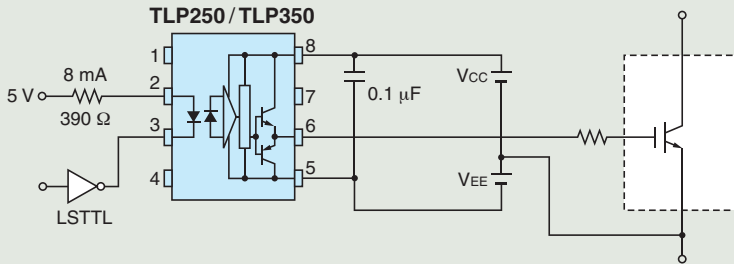 TLP250 / TLP350
1
8
8 mA
5 V
2
390 Ω
7
0.1 μF
VCC
3
6
4
5
VEE
LSTTL